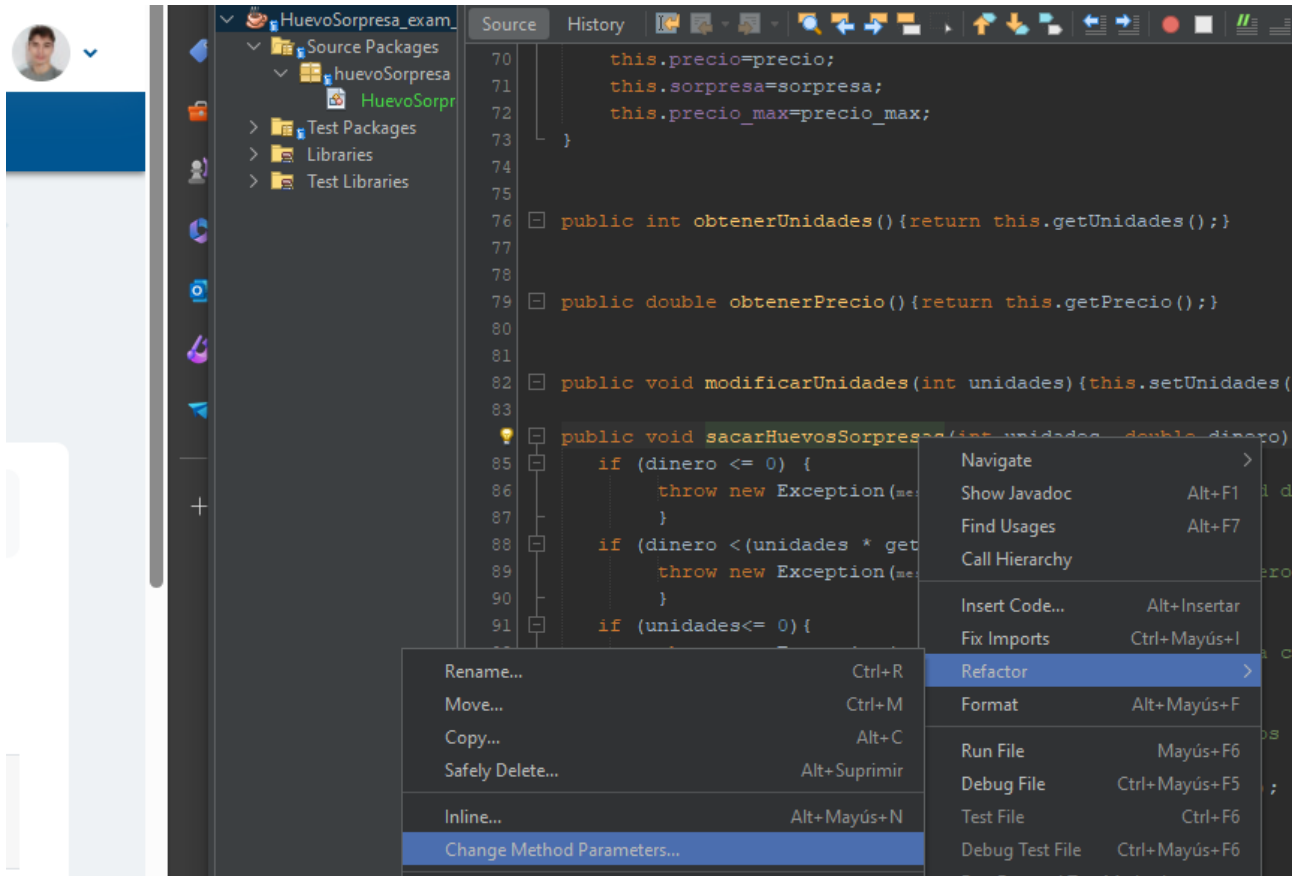 HuevoSorpresa_exam_
Source Packages
huevoSorpresa
HuevoSorpr
Test Packages
Libraries
Test Libraries
Source History
70 this.precio=precio;
71 this.sorpresa=sorpresa;
72 this.precio_max=precio_max;
73 }
74
75
76 public int obtenerUnidades(){return this.getUnidades();}
77
78
79 public double obtenerPrecio(){return this.getPrecio();}
80
81
82 public void modificarUnidades(int unidades){this.setUnidades(
83
public void sacarHuevosSorpresas(int unidades, double dinero)
85 if (dinero <= 0) {
86 throw new Exception(
87 }
88 if (dinero <(unidades * get
89 throw new Exception(
90 }
91 if (unidades<= 0){
Navigate
Show Javadoc Alt+F1
Find Usages Alt+F7
Call Hierarchy
Insert Code... Alt+Insertar
Fix Imports Ctrl+Mayús+I
Refactor
Format Alt+Mayús+F
Run File Mayús+F6
Debug File Ctrl+Mayús+F5
Test File Ctrl+F6
Debug Test File Ctrl+Mayús+F6
Rename... Ctrl+R
Move... Ctrl+M
Copy... Alt+C
Safely Delete... Alt+Suprimir
Inline... Alt+Mayús+N
Change Method Parameters...